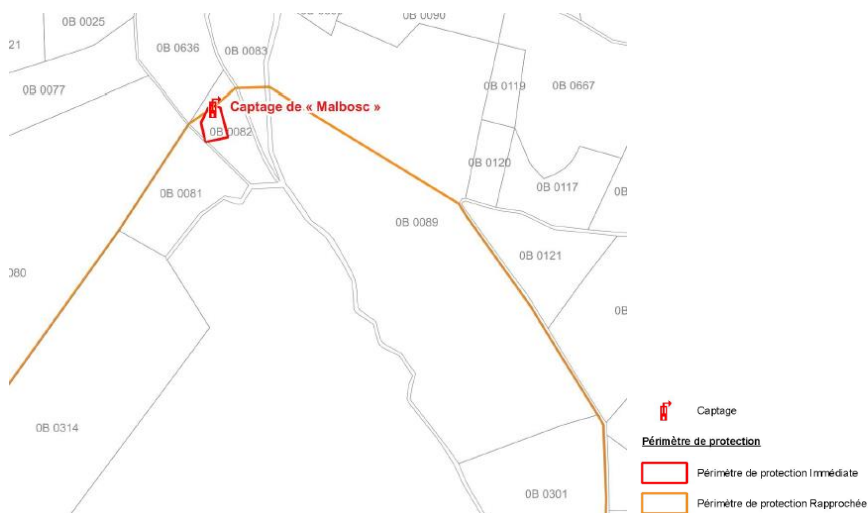 0B 0025
0B 0090
21
0B 0636
0B 0083
0B 0077
0B 0119
0B 0667
Captage de « Malbosc »
0B 0082
0B 0120
0B 0117
0B 0081
0B 0089
0B 0121
080
0B 0314
0B 0301
Captage
Périmètre de protection
Périmètre de protection Immédiate
Périmètre de protection Rapprochée